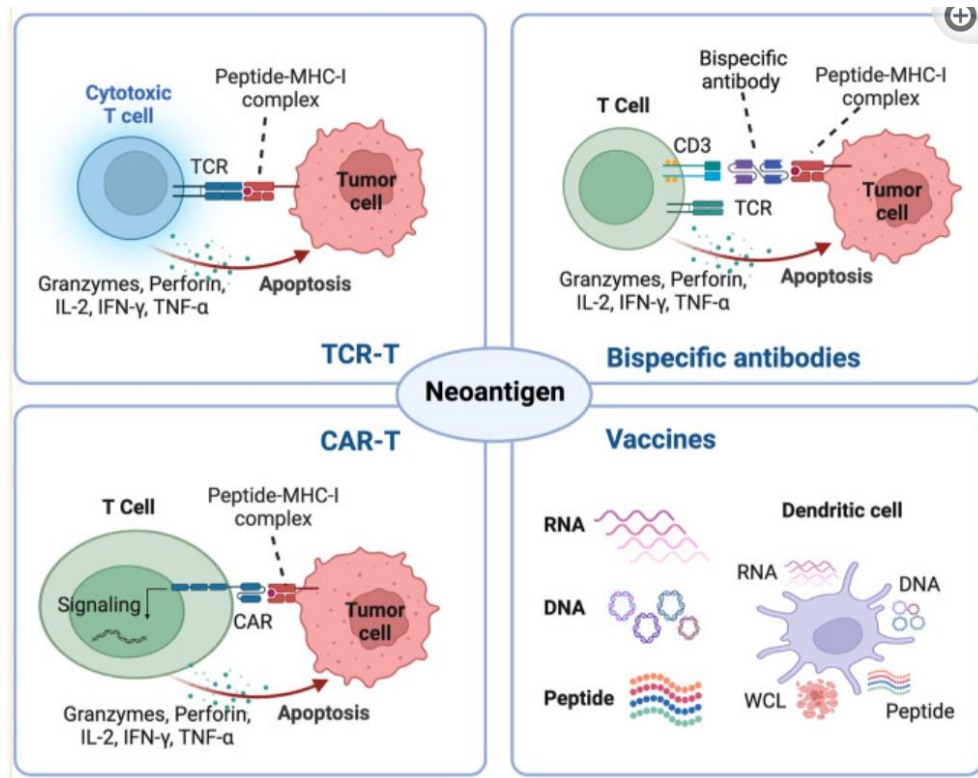 Cytotoxic
T cell
Peptide-MHC-I
complex
TCR
Tumor
cell
Granzymes, Perforin,
IL-2, IFN-γ, TNF-α
Apoptosis
TCR-T
Bispecific
antibody
Peptide-MHC-I
complex
T Cell
CD3
TCR
Tumor
cell
Granzymes, Perforin,
IL-2, IFN-γ, TNF-α
Apoptosis
Bispecific antibodies
Neoantigen
CAR-T
T Cell
Peptide-MHC-I
complex
Signaling
CAR
Tumor
cell
Granzymes, Perforin,
IL-2, IFN-γ, TNF-α
Apoptosis
Vaccines
RNA
DNA
Peptide
Dendritic cell
RNA
DNA
WCL
Peptide